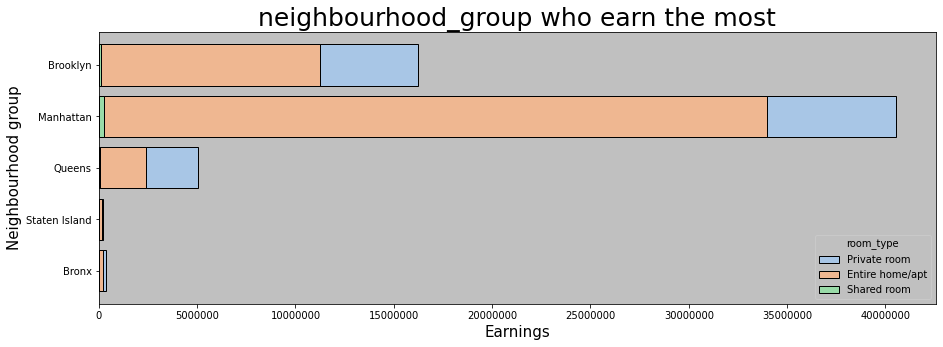 neighbourhood_group who earn the most
Neighbourhood group
Brooklyn
Manhattan
Queens
Staten Island
Bronx
room_type
Private room
Entire home/apt
Shared room
0 5000000 10000000 15000000 20000000 25000000 30000000 35000000 40000000
Earnings